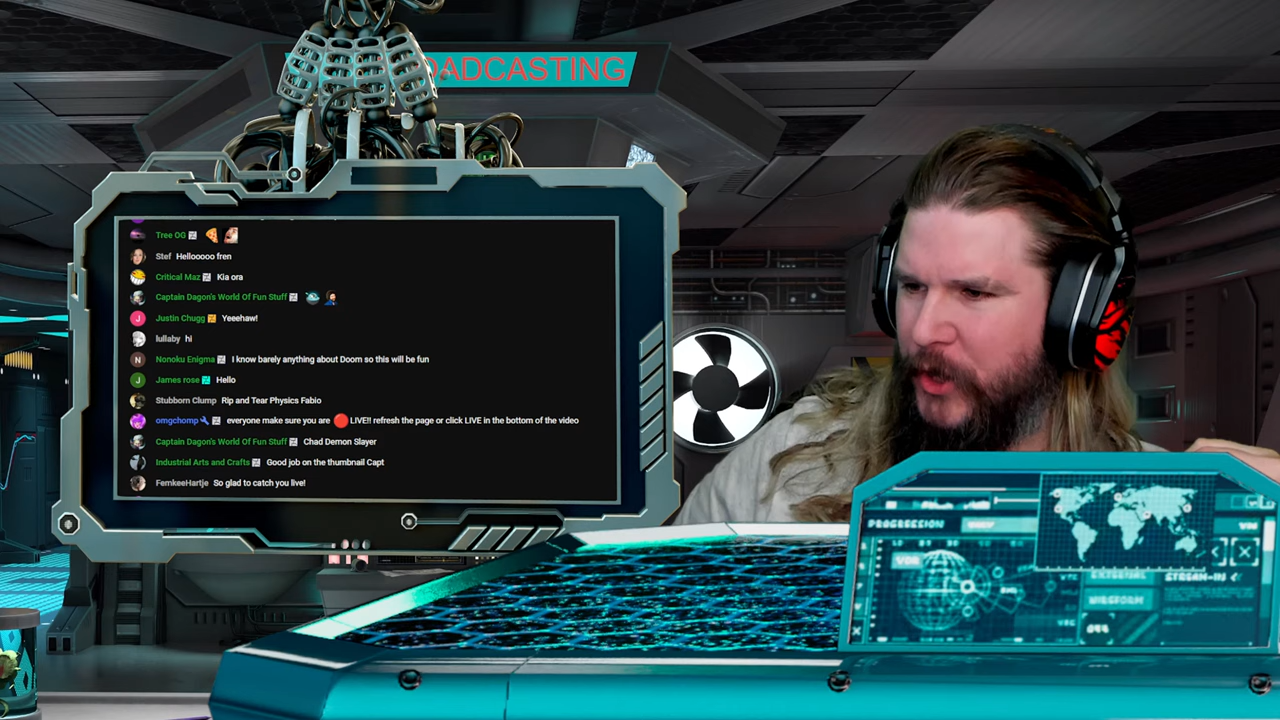 ADCASTING
Tree OG
Stef Hellooooo fren
Critical Maz Kia ora
Captain Dagon's World Of Fun Stuff
Justin Chugg Yeeehaw!
lullaby hi
N Nonoku Enigma I know barely anything about Doom so this will be fun
J James rose Hello
Stubborn Clump Rip and Tear Physics Fabio
omgchomp everyone make sure you are LIVE!! refresh the page or click LIVE in the bottom of the video
Captain Dagon's World Of Fun Stuff Chad Demon Slayer
Industrial Arts and Crafts Good job on the thumbnail Capt
FemkeeHartje So glad to catch you live!
PROGRESSION